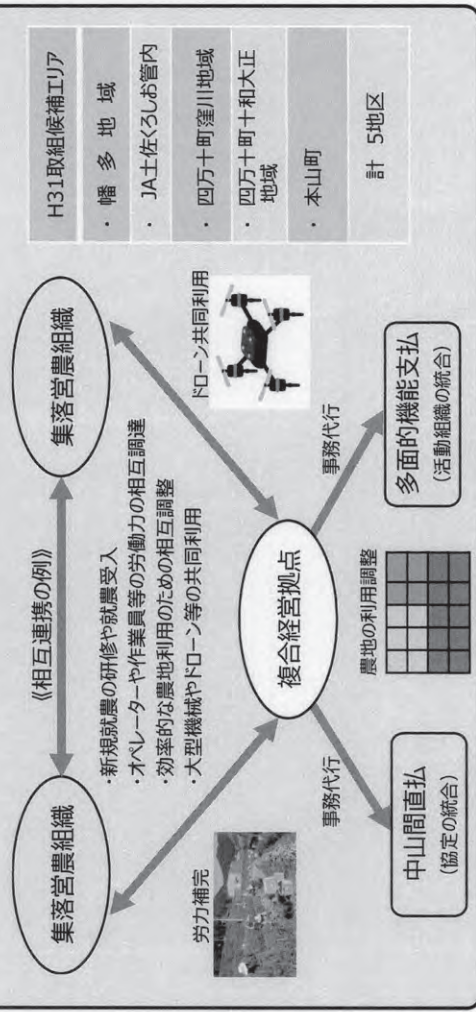 集落営農組織
《相互連携の例》
集落営農組織
・新規就農の研修や就農受入
・オペレーターや作業員等の労働力の相互調達
・効率的な農地利用のための相互調整
・大型機械やドローン等の共同利用
労力補完
ドローン共同利用
複合経営拠点
事務代行
事務代行
中山間直払
(協定の統合)
農地の利用調整
多面的機能支払
(活動組織の統合)
H31取組候補エリア
・幡多地域
・JA土佐くろしお管内
・四万十町窪川地域
・四万十町十和大正
地域
・本山町
計 5地区